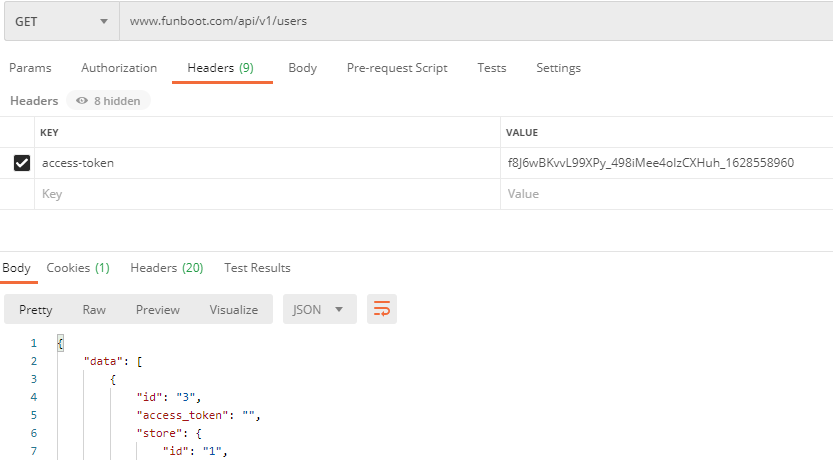 GET www.funboot.com/api/v1/users
Params Authorization Headers (9) Body Pre-request Script Tests Settings
Headers 8 hidden
KEY VALUE
access-token f8J6wBKvvL99XPy_498iMee4oIzCXHuh_1628558960
Key Value
Body Cookies (1) Headers (20) Test Results
Pretty Raw Preview Visualize JSON
1 {
2 "data": [
3 {
4 "id": "3",
5 "access_token": "",
6 "store": {
7 "id": "1",